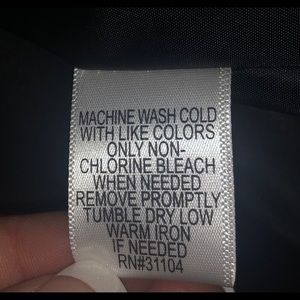 MACHINE WASH COLD
WITH LIKE COLORS
ONLY NON-
CHLORINE BLEACH
WHEN NEEDED
REMOVE PROMPTLY
TUMBLE DRY LOW
WARM IRON
IF NEEDED
RN#31104